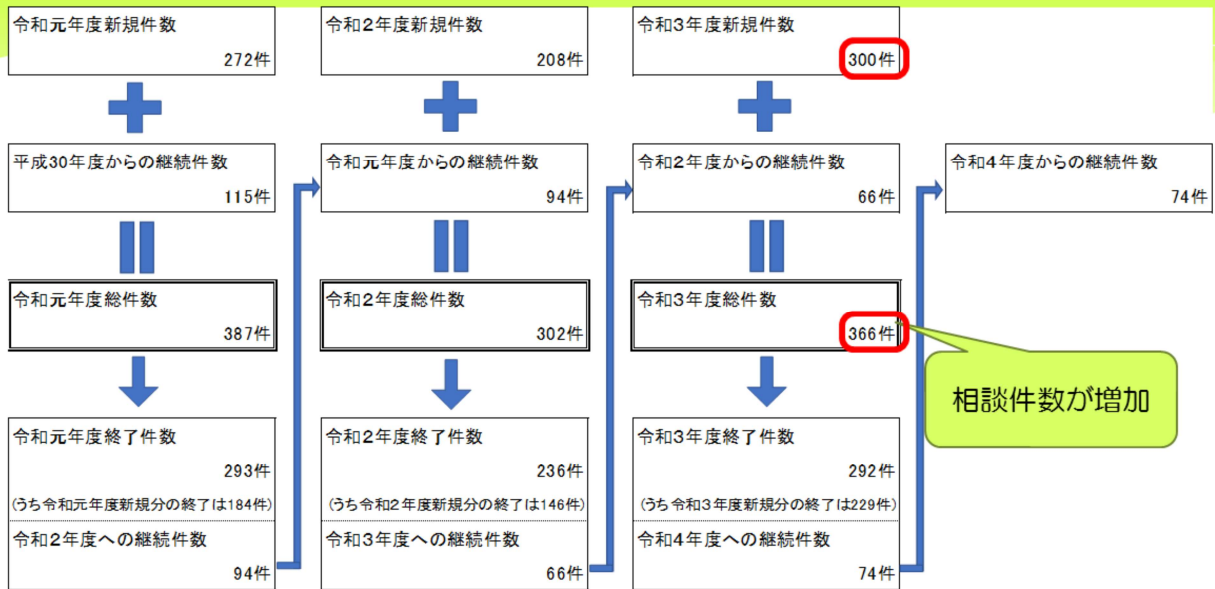 令和元年度新規件数
272件
平成30年度からの継続件数
115件
令和元年度総件数
387件
令和元年度終了件数
293件
(うち令和元年度新規分の終了は184件)
令和2年度への継続件数
94件
令和2年度新規件数
208件
令和元年度からの継続件数
94件
令和2年度総件数
302件
令和2年度終了件数
236件
(うち令和2年度新規分の終了は146件)
令和3年度への継続件数
66件
令和3年度新規件数
300件
令和2年度からの継続件数
66件
令和3年度総件数
366件
令和3年度終了件数
292件
(うち令和3年度新規分の終了は229件)
令和4年度への継続件数
74件
令和4年度からの継続件数
74件
相談件数が増加